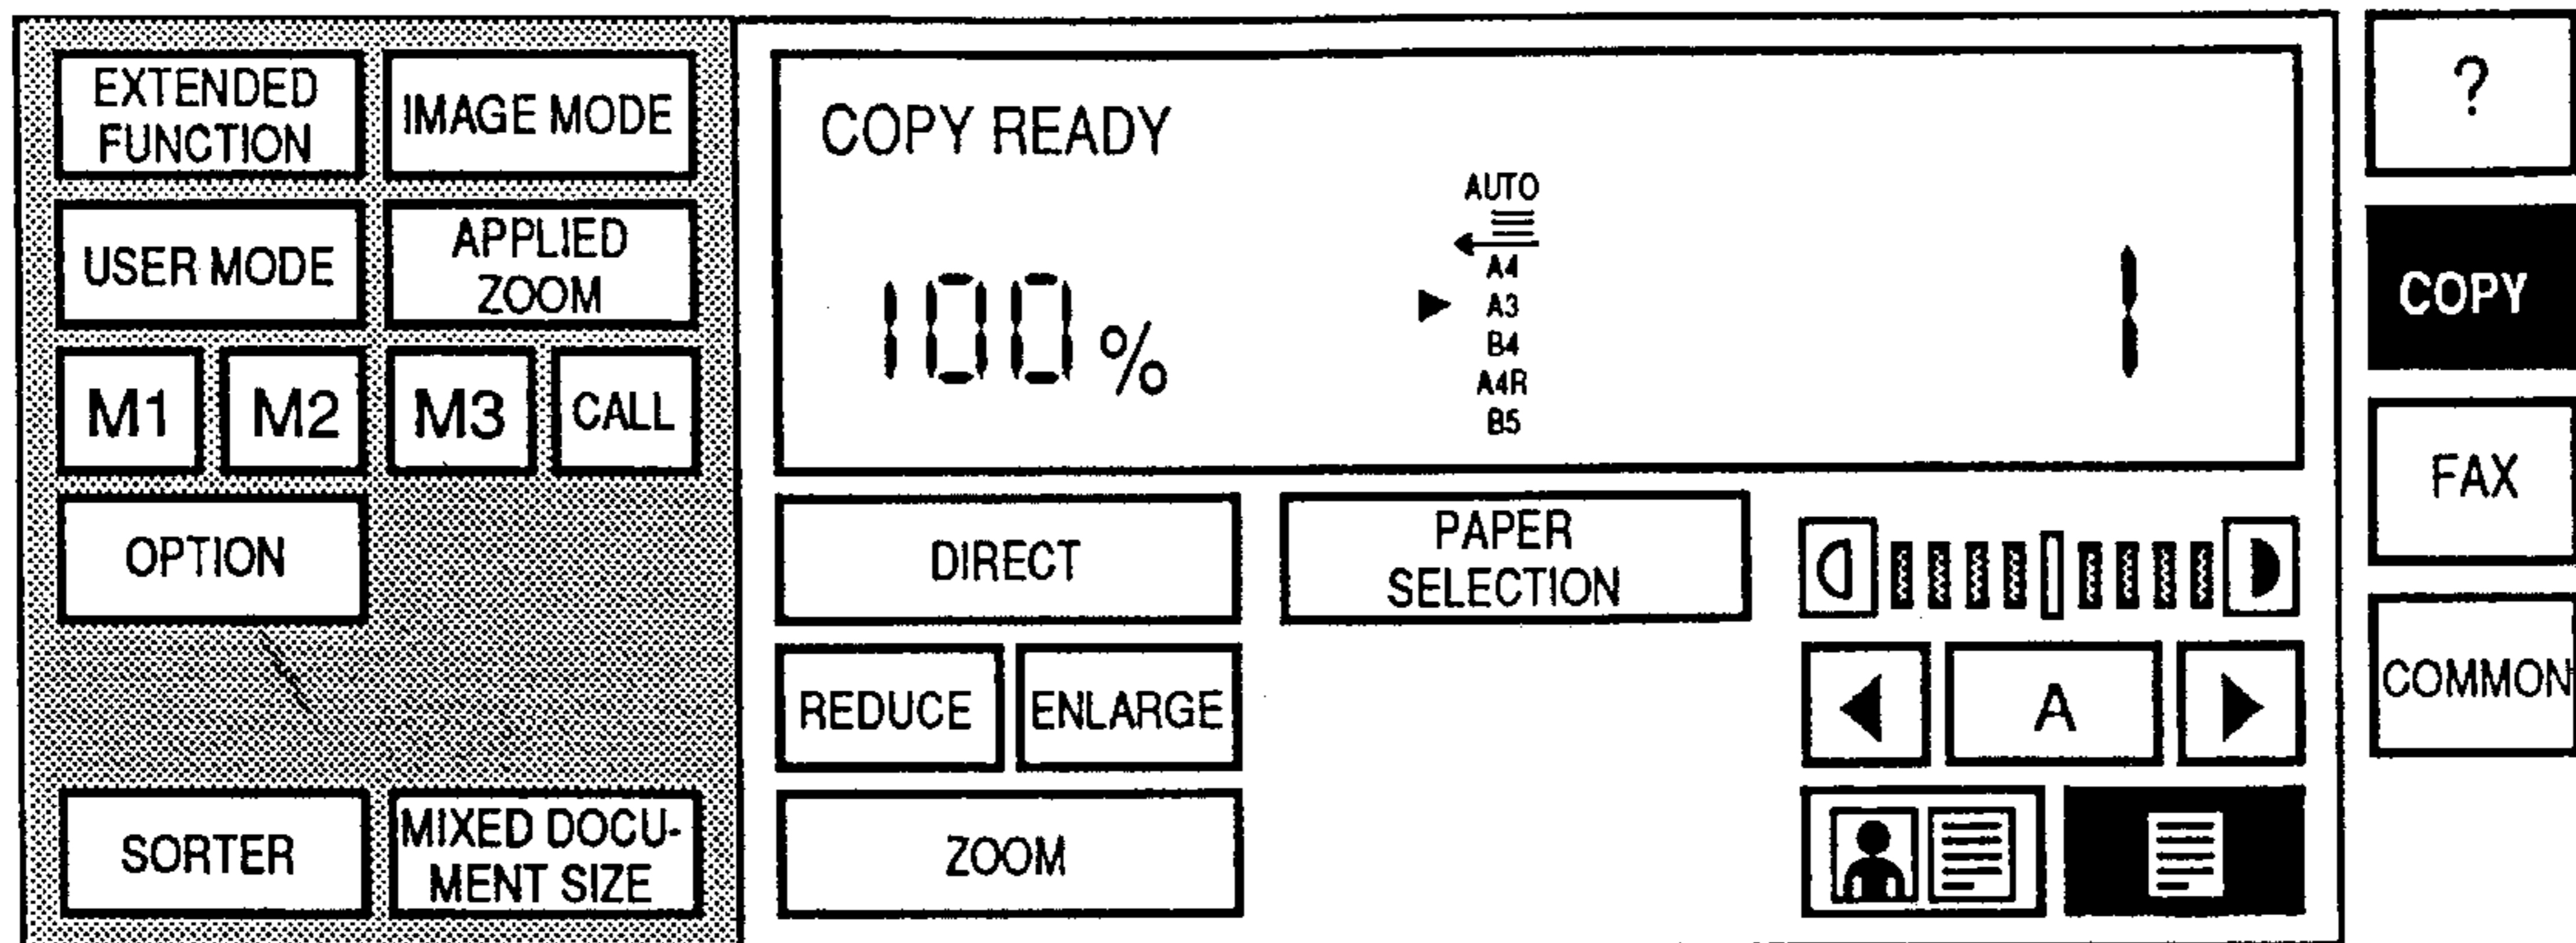 EXTENDED
FUNCTION
IMAGE MODE
USER MODE
APPLIED
ZOOM
M1
M2
M3
CALL
OPTION
SORTER
MIXED DOCU-
MENT SIZE
COPY READY
100%
AUTO
A4
A3
B4
A4R
B5
1
DIRECT
PAPER
SELECTION
REDUCE
ENLARGE
A
ZOOM
?
COPY
FAX
COMMON